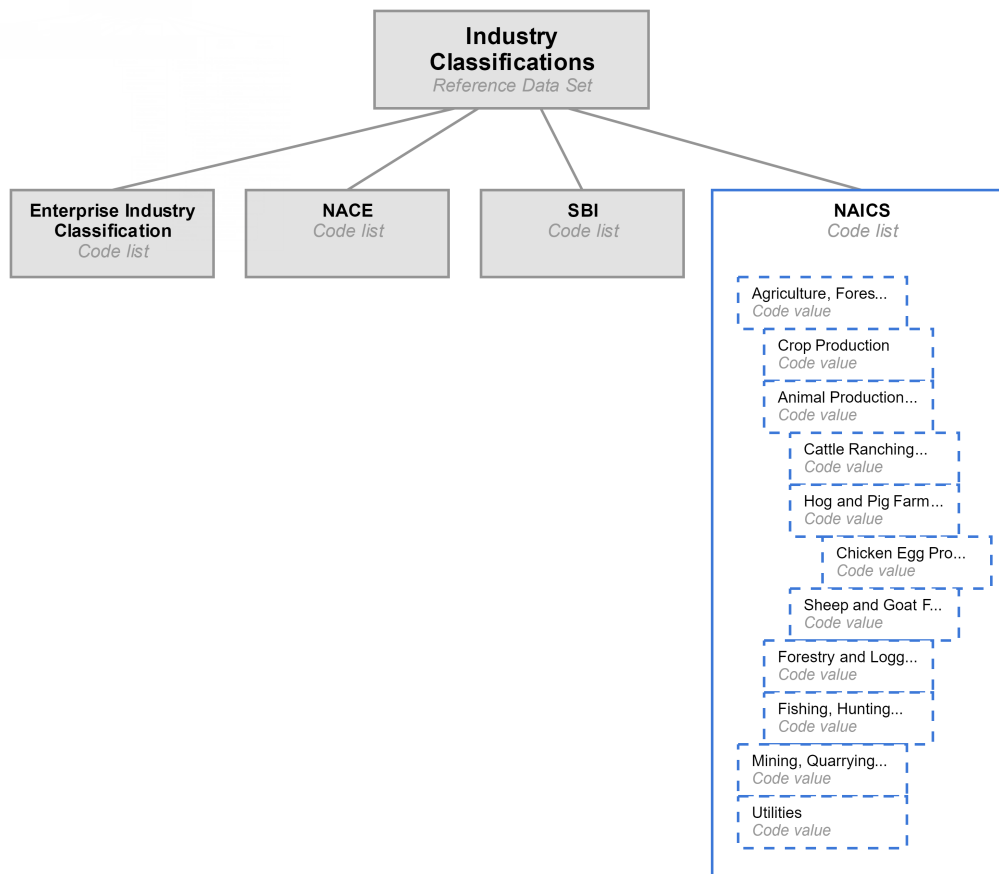 Industry
Classifications
Reference Data Set
Enterprise Industry
Classification
Code list
NACE
Code list
SBI
Code list
NAICS
Code list
Agriculture, Fores...
Code value
Crop Production
Code value
Animal Production...
Code value
Cattle Ranching...
Code value
Hog and Pig Farm...
Code value
Chicken Egg Pro...
Code value
Sheep and Goat F...
Code value
Forestry and Logg...
Code value
Fishing, Hunting...
Code value
Mining, Quarrying...
Code value
Utilities
Code value